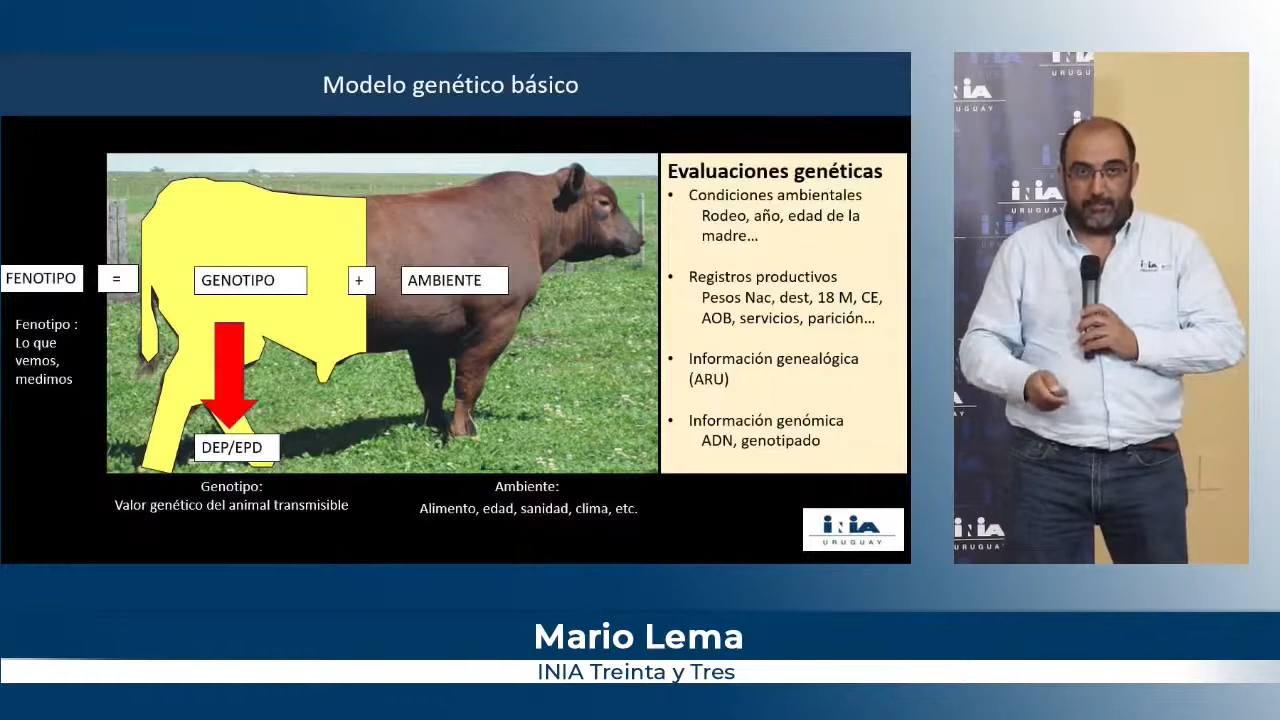 Modelo genético básico
FENOTIPO
=
GENOTIPO
+
AMBIENTE
Fenotipo :
Lo que
vemos,
medimos
DEP/EPD
Genotipo:
Valor genético del animal transmisible
Ambiente:
Alimento, edad, sanidad, clima, etc.
Evaluaciones genéticas
• Condiciones ambientales
Rodeo, año, edad de la
madre...
• Registros productivos
Pesos Nac, dest, 18 M, CE,
AOB, servicios, parición...
• Información genealógica
(ARU)
• Información genómica
ADN, genotipado
INIA
URUGUAY
INIA
URUGUAY
INIA
URUGUAY
Mario Lema
INIA Treinta y Tres